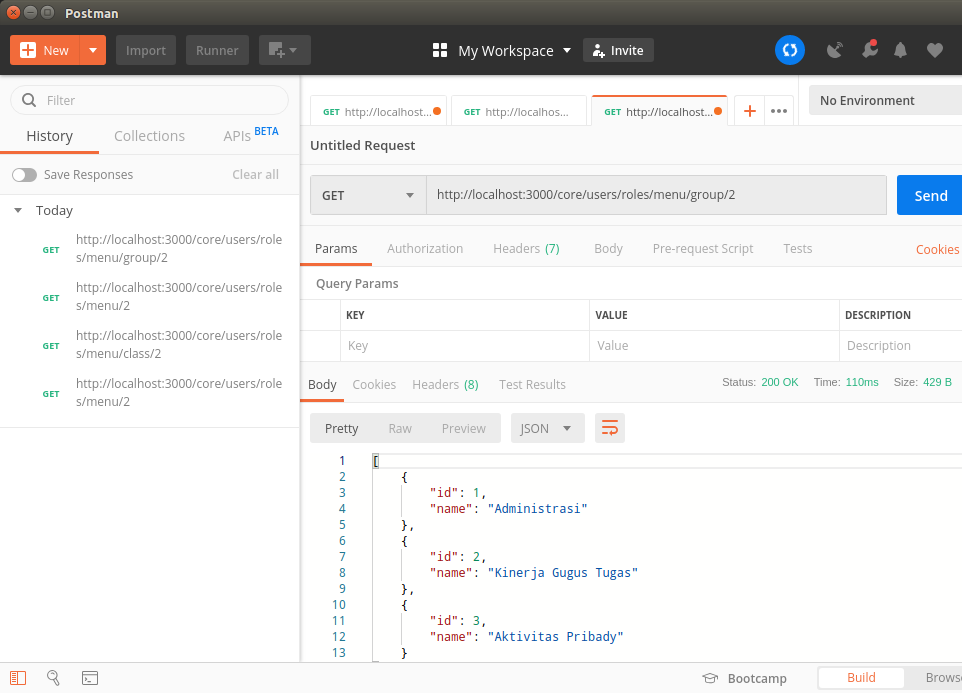 Postman
New
Import
Runner
My Workspace
Invite
Filter
History
Collections
APIs BETA
Save Responses
Clear all
Today
GET
http://localhost:3000/core/users/role
s/menu/group/2
GET
http://localhost:3000/core/users/role
s/menu/2
GET
http://localhost:3000/core/users/role
s/menu/class/2
GET
http://localhost:3000/core/users/role
s/menu/2
GET http://localhost...
GET http://localhos...
GET http://localhost...
No Environment
Untitled Request
GET
http://localhost:3000/core/users/roles/menu/group/2
Send
Params
Authorization
Headers (7)
Body
Pre-request Script
Tests
Cookies
Query Params
KEY
VALUE
DESCRIPTION
Key
Value
Description
Body
Cookies
Headers (8)
Test Results
Status: 200 OK
Time: 110ms
Size: 429 B
Pretty
Raw
Preview
JSON
1 [
2 {
3 "id": 1,
4 "name": "Administrasi"
5 },
6 {
7 "id": 2,
8 "name": "Kinerja Gugus Tugas"
9 },
10 {
11 "id": 3,
12 "name": "Aktivitas Pribady"
13 }
Bootcamp
Build
Brows